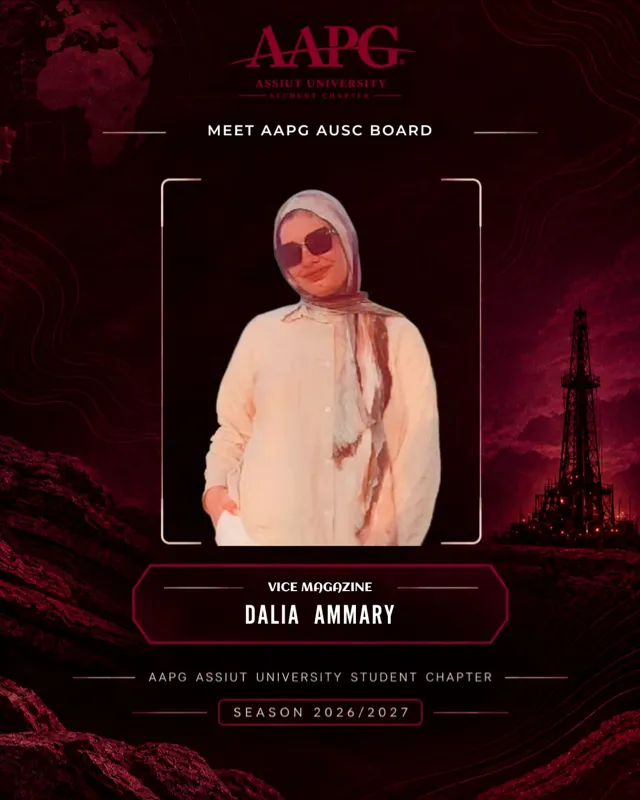 AAPG
ASSIUT UNIVERSITY
STUDENT CHAPTER
MEET AAPG AUSC BOARD
VICE MAGAZINE
DALIA AMMARY
AAPG ASSIUT UNIVERSITY STUDENT CHAPTER
SEASON 2026/2027